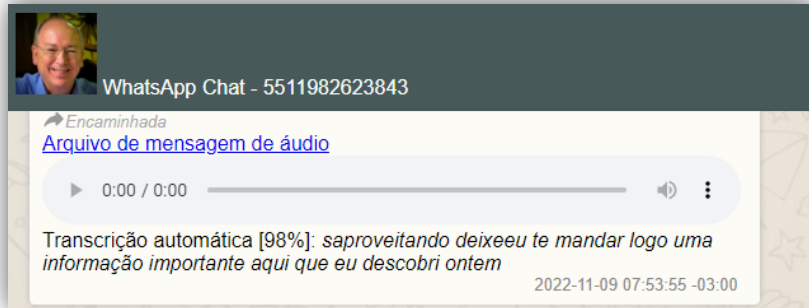 WhatsApp Chat - 5511982623843
Encaminhada
Arquivo de mensagem de áudio
0:00 / 0:00
Transcrição automática [98%]: saproveitando deixeeu te mandar logo uma
informação importante aqui que eu descobri ontem
2022-11-09 07:53:55 -03:00